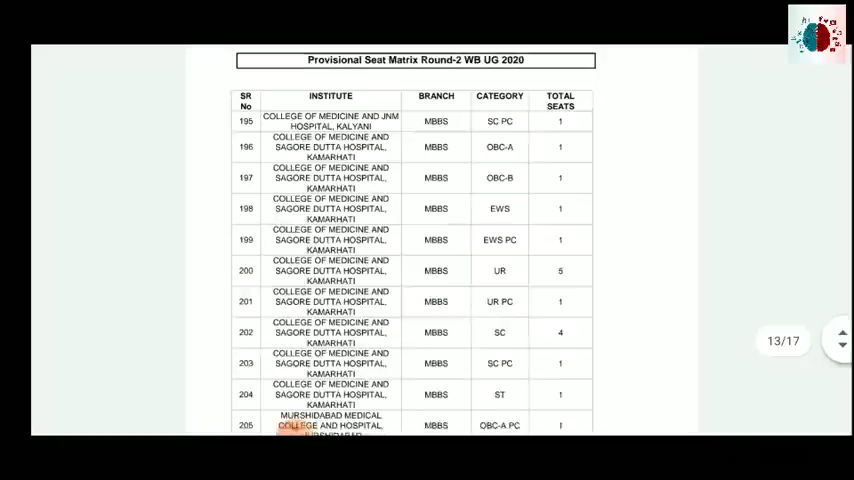 Provisional Seat Matrix Round-2 WB UG 2020
SR No INSTITUTE BRANCH CATEGORY TOTAL SEATS
195 COLLEGE OF MEDICINE AND JNM HOSPITAL, KALYANI MBBS SC PC 1
196 COLLEGE OF MEDICINE AND SAGORE DUTTA HOSPITAL, KAMARHATI MBBS OBC-A 1
197 COLLEGE OF MEDICINE AND SAGORE DUTTA HOSPITAL, KAMARHATI MBBS OBC-B 1
198 COLLEGE OF MEDICINE AND SAGORE DUTTA HOSPITAL, KAMARHATI MBBS EWS 1
199 COLLEGE OF MEDICINE AND SAGORE DUTTA HOSPITAL, KAMARHATI MBBS EWS PC 1
200 COLLEGE OF MEDICINE AND SAGORE DUTTA HOSPITAL, KAMARHATI MBBS UR 5
201 COLLEGE OF MEDICINE AND SAGORE DUTTA HOSPITAL, KAMARHATI MBBS UR PC 1
202 COLLEGE OF MEDICINE AND SAGORE DUTTA HOSPITAL, KAMARHATI MBBS SC 4
203 COLLEGE OF MEDICINE AND SAGORE DUTTA HOSPITAL, KAMARHATI MBBS SC PC 1
204 COLLEGE OF MEDICINE AND SAGORE DUTTA HOSPITAL, KAMARHATI MBBS ST 1
205 MURSHIDABAD MEDICAL COLLEGE AND HOSPITAL, MBBS OBC-A PC 1
13/17